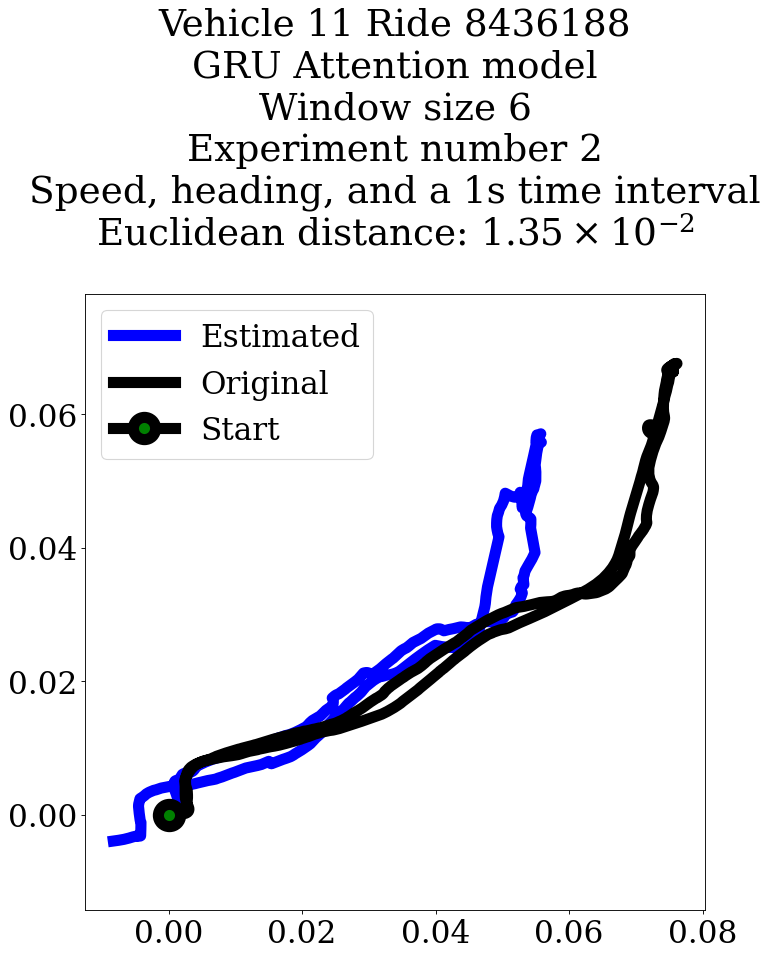 Vehicle 11 Ride 8436188
GRU Attention model
Window size 6
Experiment number 2
Speed, heading, and a 1s time interval
Euclidean distance: 1.35 × 10⁻²
Estimated
Original
Start
0.06
0.04
0.02
0.00
0.00 0.02 0.04 0.06 0.08